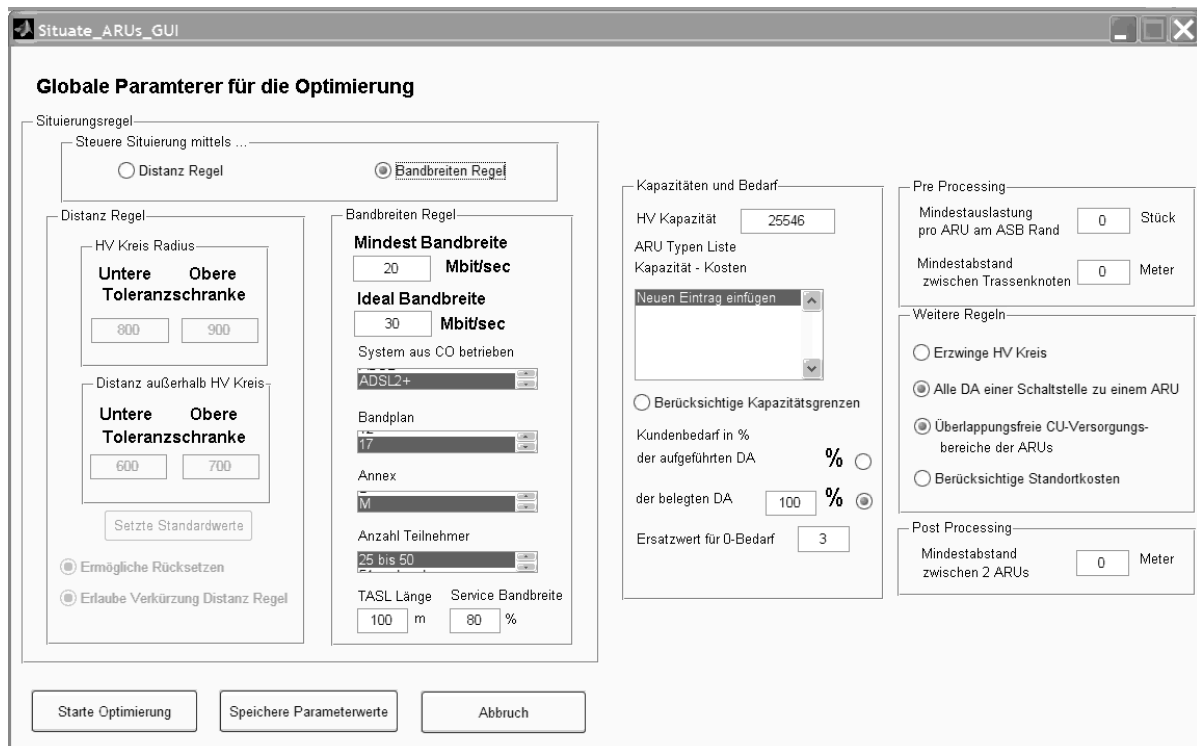 Situate_ARUs_GUI
Globale Paramterer für die Optimierung
Situierungsregel
Steuere Situierung mittels ...
Distanz Regel
Bandbreiten Regel
Distanz Regel
HV Kreis Radius
Untere Obere
Toleranzschranke
800 900
Distanz außerhalb HV Kreis
Untere Obere
Toleranzschranke
600 700
Setzte Standardwerte
Ermögliche Rücksetzen
Erlaube Verkürzung Distanz Regel
Bandbreiten Regel
Mindest Bandbreite
20 Mbit/sec
Ideal Bandbreite
30 Mbit/sec
System aus CO betrieben
ADSL2+
Bandplan
17
Annex
M
Anzahl Teilnehmer
25 bis 50
TASL Länge Service Bandbreite
100 m 80 %
Kapazitäten und Bedarf
HV Kapazität 25546
ARU Typen Liste
Kapazität - Kosten
Neuen Eintrag einfügen
Berücksichtige Kapazitätsgrenzen
Kundenbedarf in %
der aufgeführten DA %
der belegten DA 100 %
Ersatzwert für 0-Bedarf 3
Pre Processing
Mindestauslastung
pro ARU am ASB Rand 0 Stück
Mindestabstand
zwischen Trassenknoten 0 Meter
Weitere Regeln
Erzwinge HV Kreis
Alle DA einer Schaltstelle zu einem ARU
Überlappungsfreie CU-Versorgungs-
bereiche der ARUs
Berücksichtige Standortkosten
Post Processing
Mindestabstand
zwischen 2 ARUs 0 Meter
Starte Optimierung
Speichere Parameterwerte
Abbruch